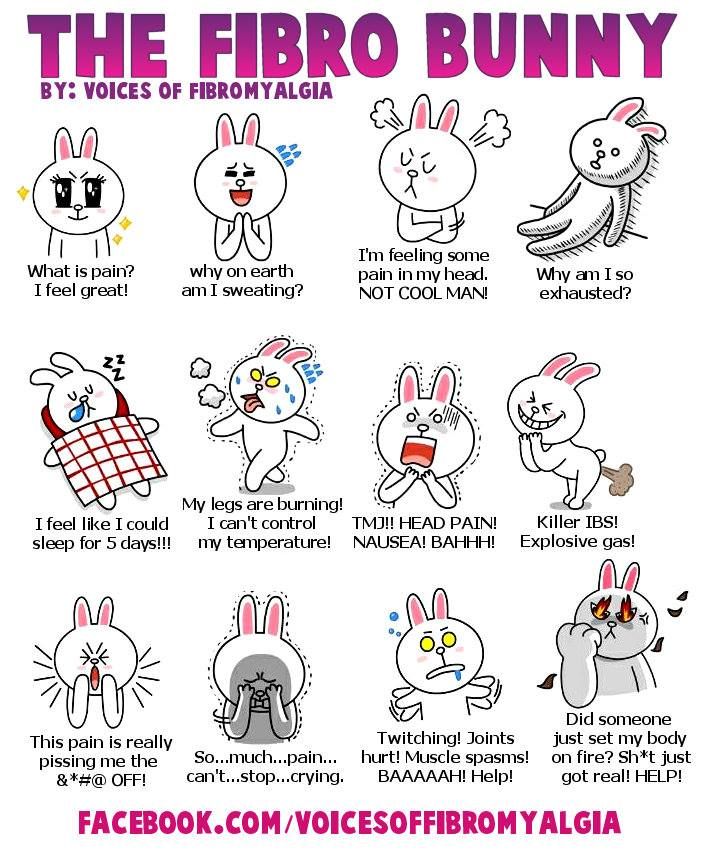 THE FIBRO BUNNY
BY: VOICES OF FIBROMYALGIA
What is pain?
I feel great!
why on earth
am I sweating?
I'm feeling some
pain in my head.
NOT COOL MAN!
Why am I so
exhausted?
zz
zz
I feel like I could
sleep for 5 days!!!
My legs are burning!
I can't control
my temperature!
TMJ!! HEAD PAIN!
NAUSEA! BAHHH!
Killer IBS!
Explosive gas!
This pain is really
pissing me the
&*#@ OFF!
So...much...pain...
can't...stop...crying.
Twitching! Joints
hurt! Muscle spasms!
BAAAAAH! Help!
Did someone
just set my body
on fire? Sh*t just
got real! HELP!
FACEBOOK.COM/VOICESOFFIBROMYALGIA